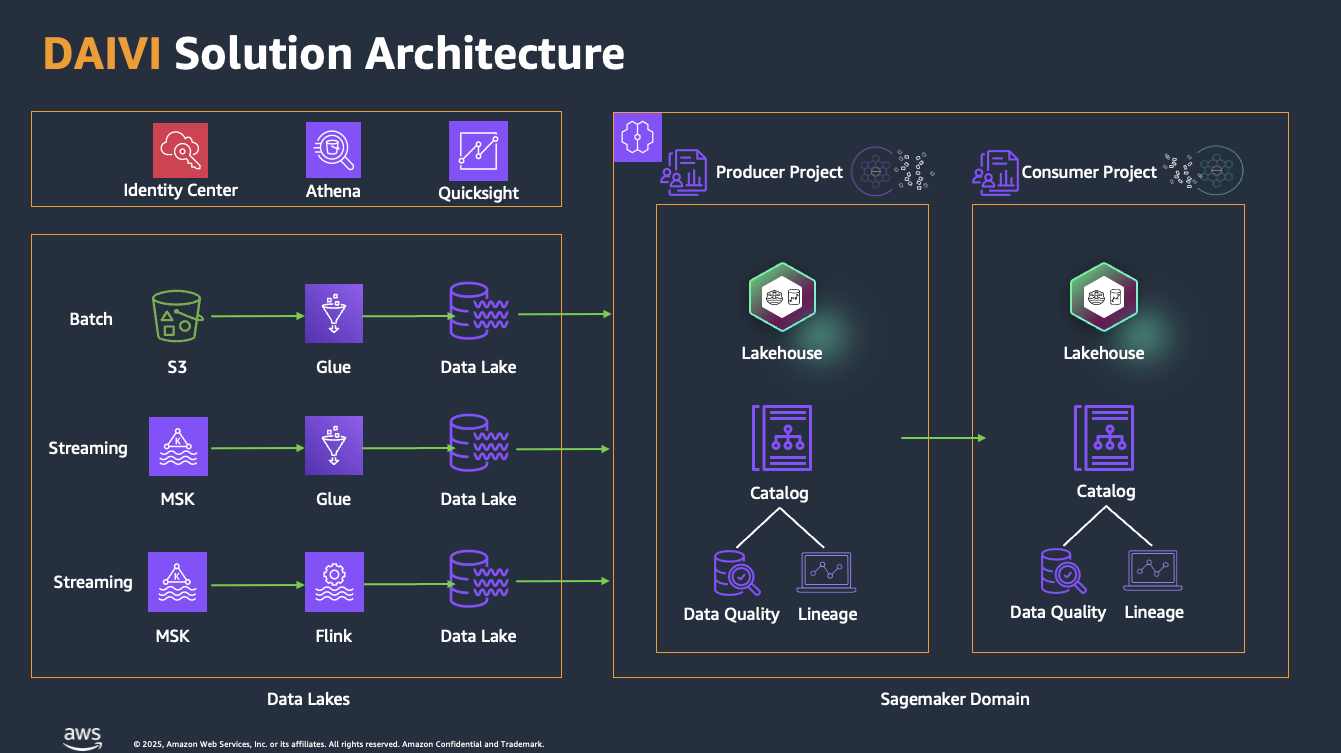 DAIVI Solution Architecture
Identity Center
Athena
Quicksight
Batch
S3
Glue
Data Lake
Streaming
K
MSK
Glue
Data Lake
Streaming
K
MSK
Flink
Data Lake
Data Lakes
Producer Project
Lakehouse
Catalog
Data Quality
Lineage
Consumer Project
Lakehouse
Catalog
Data Quality
Lineage
Sagemaker Domain
aws
© 2025, Amazon Web Services, Inc. or its affiliates. All rights reserved. Amazon Confidential and Trademark.